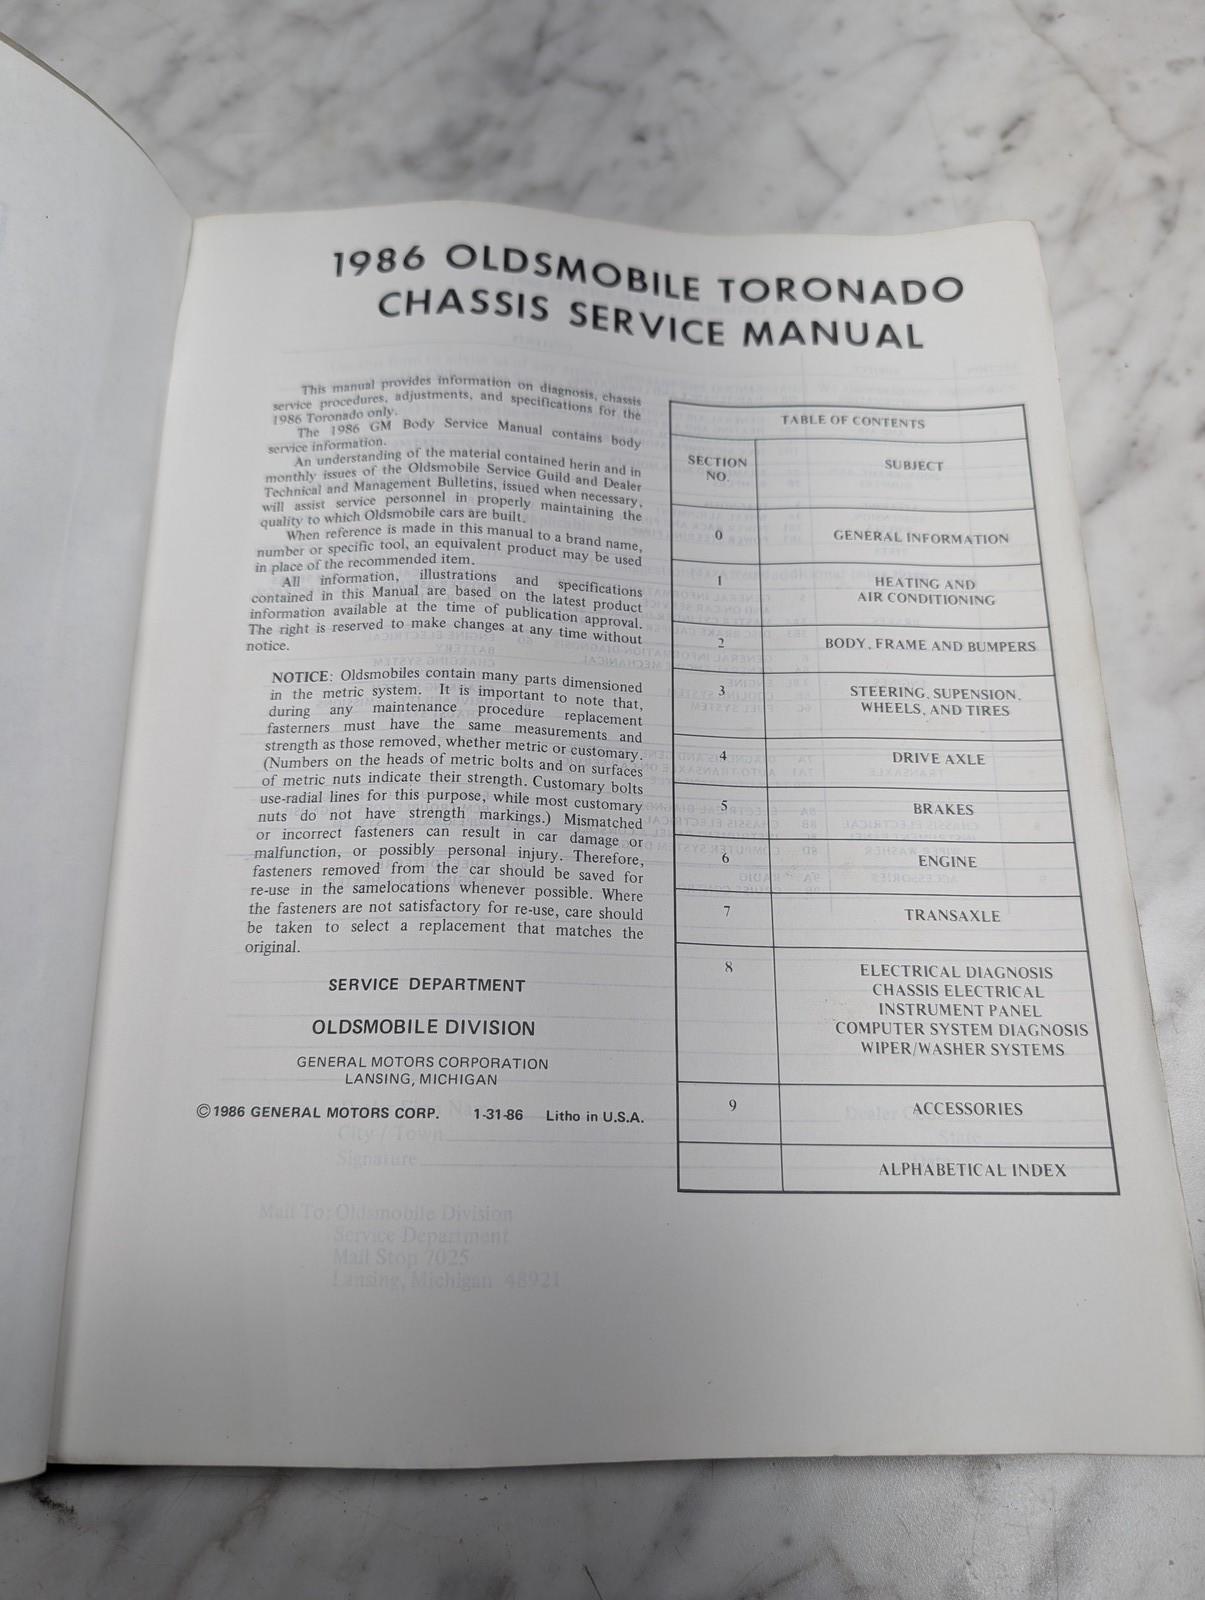 1986 OLDSMOBILE TORONADO
CHASSIS SERVICE MANUAL
This manual provides information on diagnosis, chassis
service procedures, adjustments, and specifications for the
1986 Toronado only.
The 1986 GM Body Service Manual contains body
service information.
An understanding of the material contained herin and in
monthly issues of the Oldsmobile Service Guild and Dealer
Technical and Management Bulletins, issued when necessary,
will assist service personnel in properly maintaining the
quality to which Oldsmobile cars are built.
When reference is made in this manual to a brand name,
number or specific tool, an equivalent product may be used
in place of the recommended item.
All information, illustrations and specifications
contained in this Manual are based on the latest product
information available at the time of publication approval.
The right is reserved to make changes at any time without
notice.
NOTICE: Oldsmobiles contain many parts dimensioned
in the metric system. It is important to note that,
during any maintenance procedure replacement
fasterners must have the same measurements and
strength as those removed, whether metric or customary.
(Numbers on the heads of metric bolts and on surfaces
of metric nuts indicate their strength. Customary bolts
use-radial lines for this purpose, while most customary
nuts do not have strength markings.) Mismatched
or incorrect fasteners can result in car damage or
malfunction, or possibly personal injury. Therefore,
fasteners removed from the car should be saved for
re-use in the samelocations whenever possible. Where
the fasteners are not satisfactory for re-use, care should
be taken to select a replacement that matches the
original.
SERVICE DEPARTMENT
OLDSMOBILE DIVISION
GENERAL MOTORS CORPORATION
LANSING, MICHIGAN
©1986 GENERAL MOTORS CORP. 1-31-86 Litho in U.S.A.
TABLE OF CONTENTS
SECTION NO. SUBJECT
0 GENERAL INFORMATION
1 HEATING AND
AIR CONDITIONING
2 BODY, FRAME AND BUMPERS
3 STEERING, SUPENSION,
WHEELS, AND TIRES
4 DRIVE AXLE
5 BRAKES
6 ENGINE
7 TRANSAXLE
8 ELECTRICAL DIAGNOSIS
CHASSIS ELECTRICAL
INSTRUMENT PANEL
COMPUTER SYSTEM DIAGNOSIS
WIPER/WASHER SYSTEMS
9 ACCESSORIES
ALPHABETICAL INDEX
City / Town
State
Signature
Mail To: Oldsmobile Division
Service Department
Mail Stop 7025
Lansing, Michigan 48921